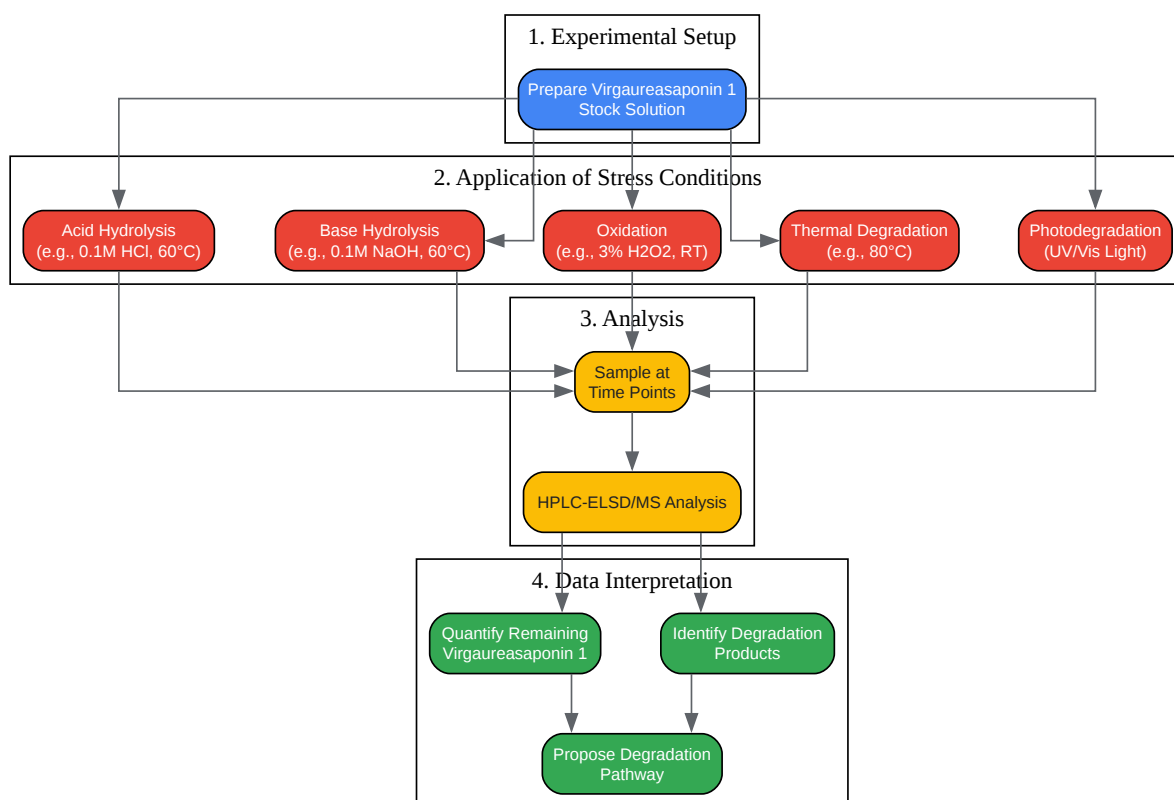 1. Experimental Setup
Prepare Virgaureasaponin 1
Stock Solution
2. Application of Stress Conditions
Acid Hydrolysis
(e.g., 0.1M HCl, 60°C)
Base Hydrolysis
(e.g., 0.1M NaOH, 60°C)
Oxidation
(e.g., 3% H2O2, RT)
Thermal Degradation
(e.g., 80°C)
Photodegradation
(UV/Vis Light)
3. Analysis
Sample at
Time Points
HPLC-ELSD/MS Analysis
4. Data Interpretation
Quantify Remaining
Virgaureasaponin 1
Identify Degradation
Products
Propose Degradation
Pathway